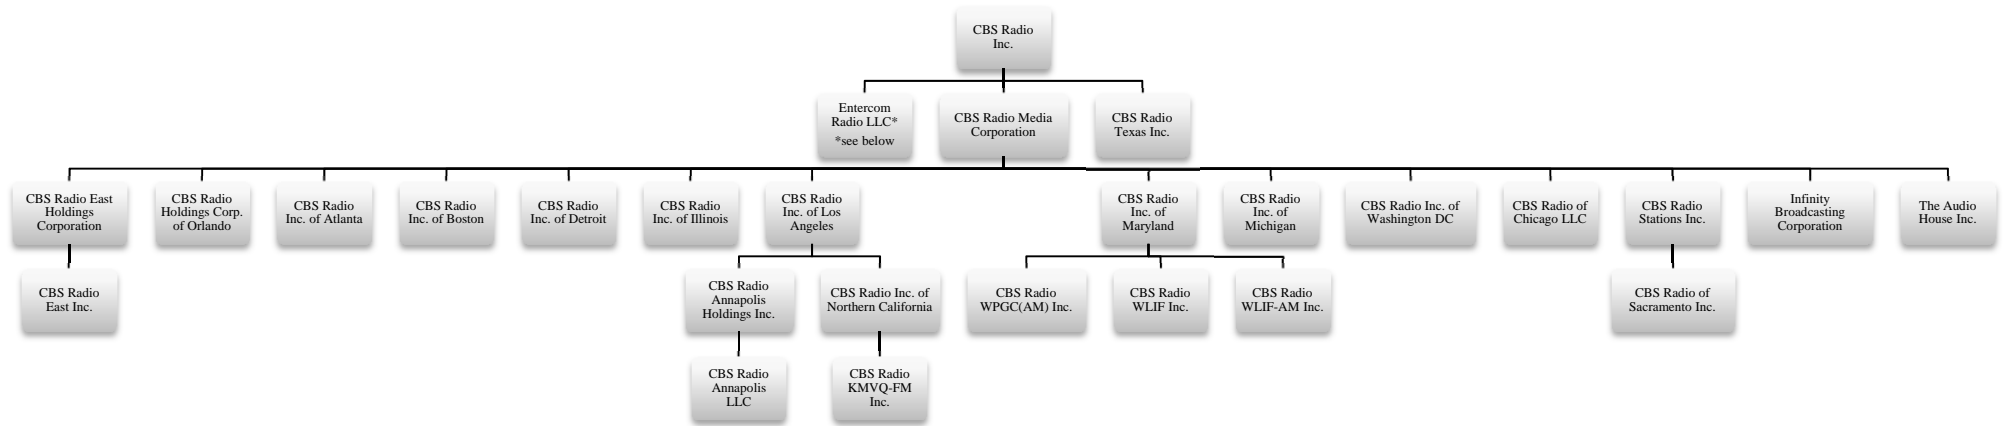 CBS Radio
Inc.
Entercom
Radio LLC*
*see below
CBS Radio Media
Corporation
CBS Radio
Texas Inc.
CBS Radio East
Holdings
Corporation
CBS Radio
Holdings Corp.
of Orlando
CBS Radio
Inc. of Atlanta
CBS Radio
Inc. of Boston
CBS Radio
Inc. of Detroit
CBS Radio
Inc. of Illinois
CBS Radio
Inc. of Los
Angeles
CBS Radio
Inc. of
Maryland
CBS Radio
Inc. of
Michigan
CBS Radio Inc. of
Washington DC
CBS Radio of
Chicago LLC
CBS Radio
Stations Inc.
Infinity
Broadcasting
Corporation
The Audio
House Inc.
CBS Radio
East Inc.
CBS Radio
Annapolis
Holdings Inc.
CBS Radio Inc. of
Northern California
CBS Radio
WPGC(AM) Inc.
CBS Radio
WLIF Inc.
CBS Radio
WLIF-AM Inc.
CBS Radio of
Sacramento Inc.
CBS Radio
Annapolis
LLC
CBS Radio
KMVQ-FM
Inc.